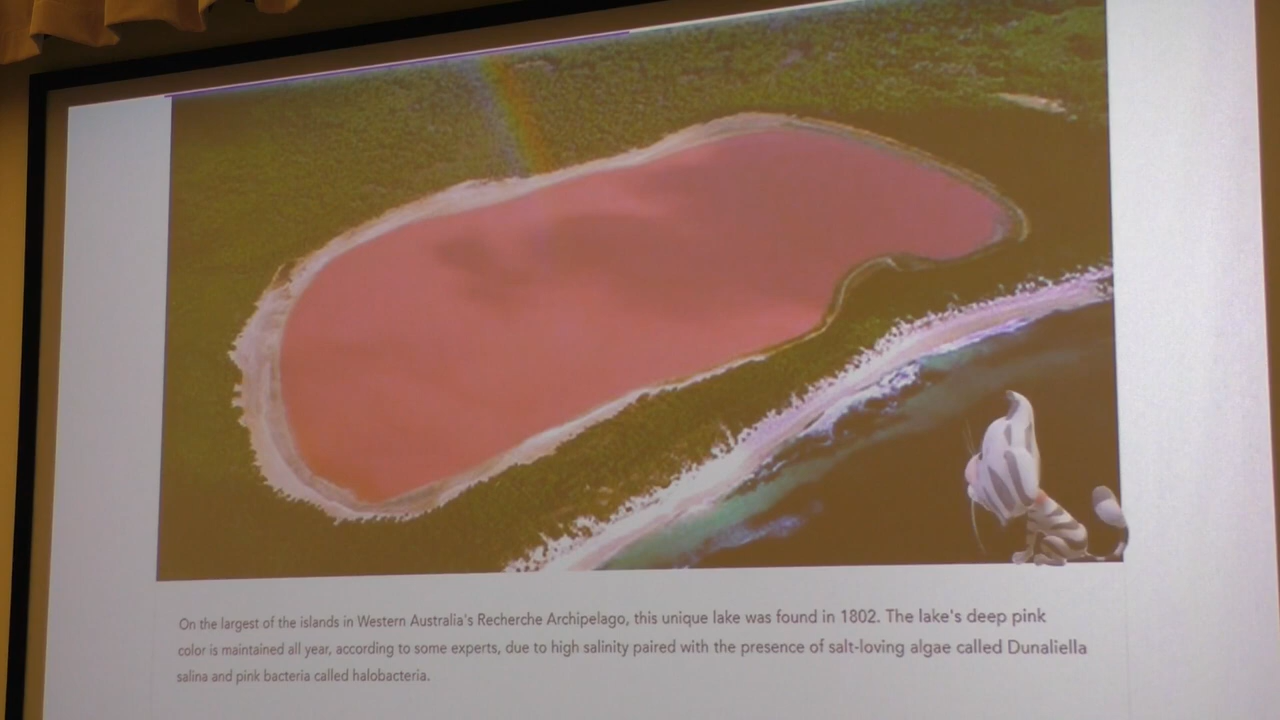 On the largest of the islands in Western Australia's Recherche Archipelago, this unique lake was found in 1802. The lake's deep pink
color is maintained all year, according to some experts, due to high salinity paired with the presence of salt-loving algae called Dunaliella
salina and pink bacteria called halobacteria.